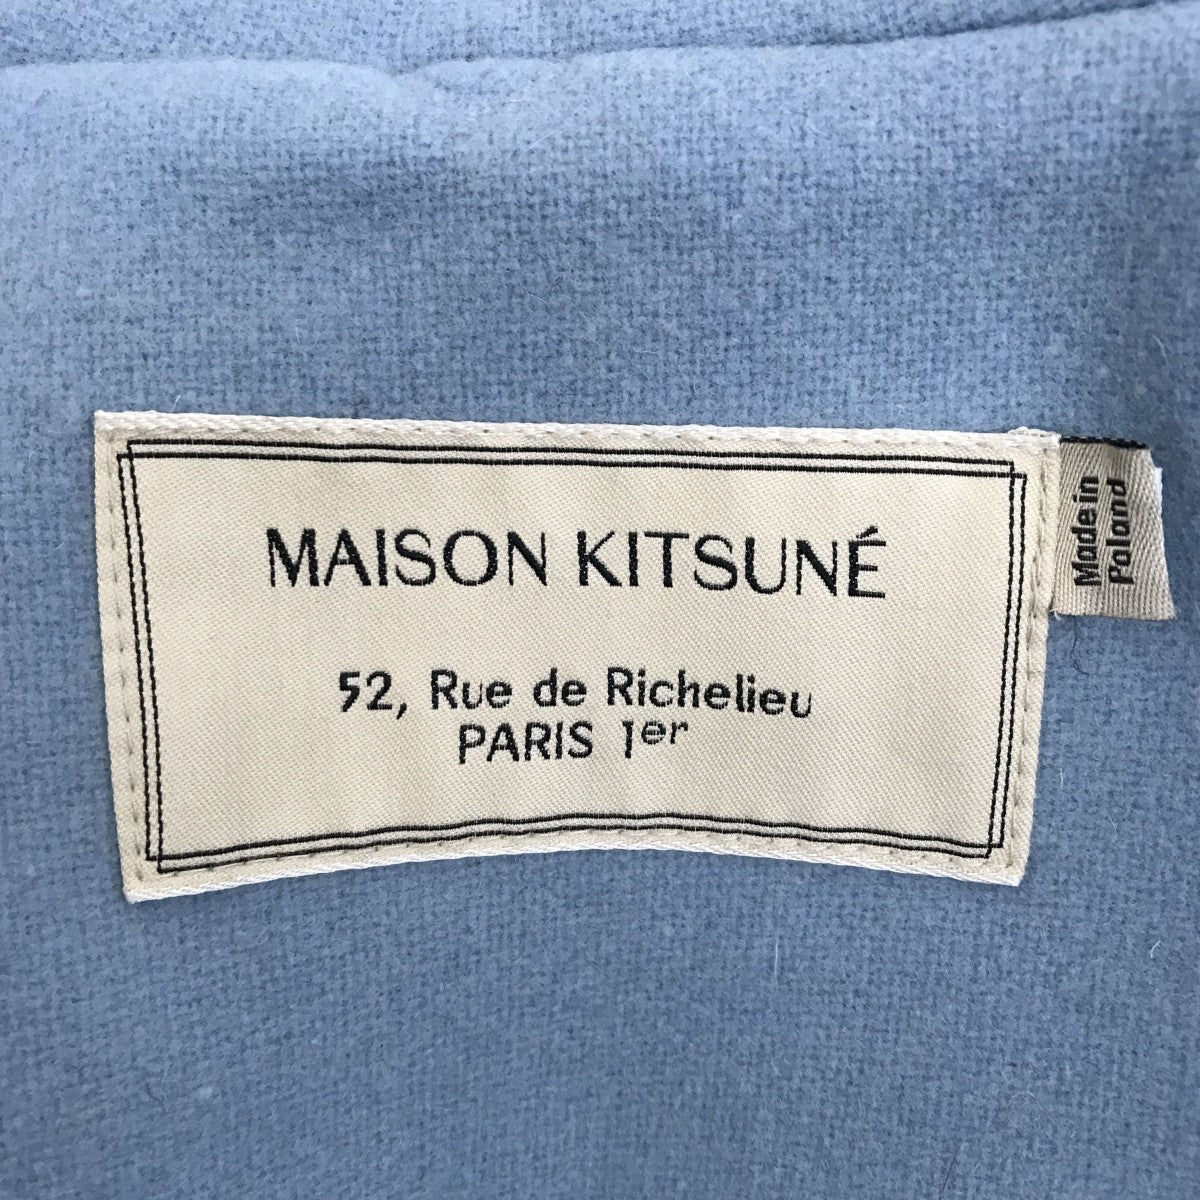 MAISON KITSUNÉ
52, Rue de Richelieu
PARIS 1er
Made in
Poland